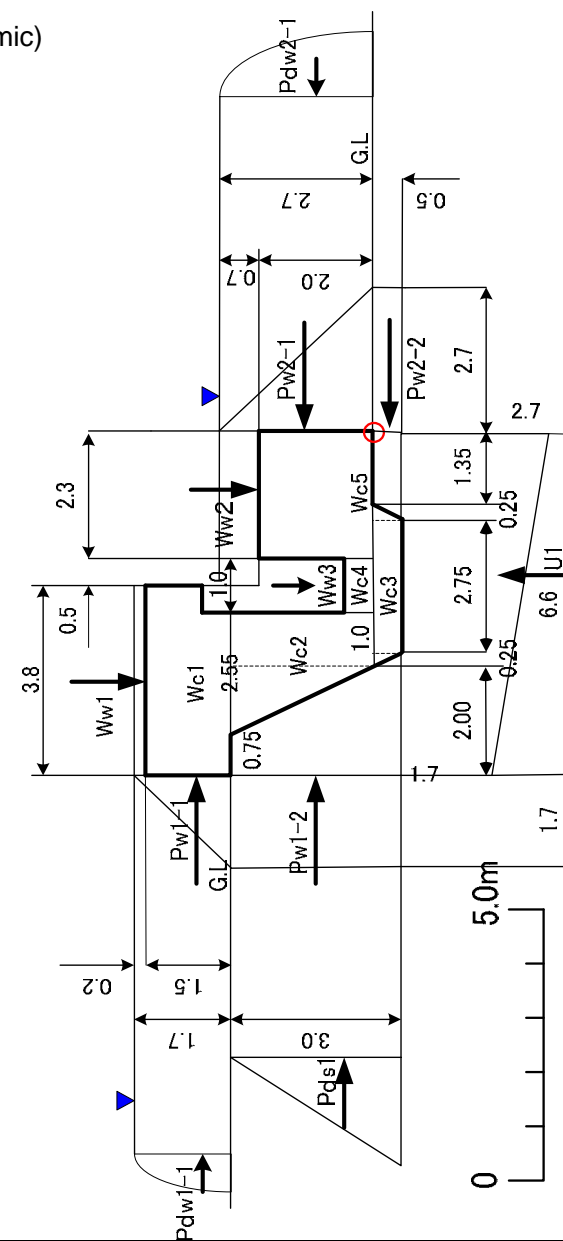 mic)
Pdw2-1
G.L
2.7
0.5
0.7
2.0
Pw2-1
Pw2-2
2.7
2.7
2.3
Ww2
Wc5
1.35
0.25
1.0
Ww3
Wc4
Wc3
2.75
U1
6.6
0.5
3.8
Ww1
Wc1
2.55
Wc2
1.0
0.25
2.00
0.75
1.7
Pw1-1
G.L
Pw1-2
1.7
0.2
1.5
1.7
3.0
Pds1
Pdw1-1
0
5.0m